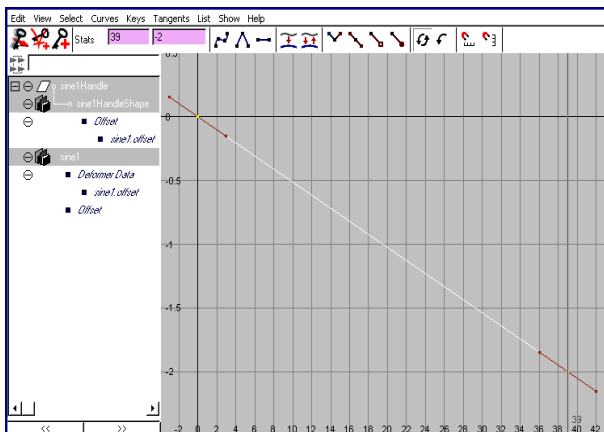 Edit View Select Curves Keys Tangents List Show Help
Stats 39 -2
sine1Handle
sine1HandleShape
Offset
sine1.offset
sine1
Deformer Data
sine1.offset
Offset
0.5
0
-0.5
-1
-1.5
-2
39
-2 0 2 4 6 8 10 12 14 16 18 20 22 24 26 28 30 32 34 36 38 40 42
<< >>